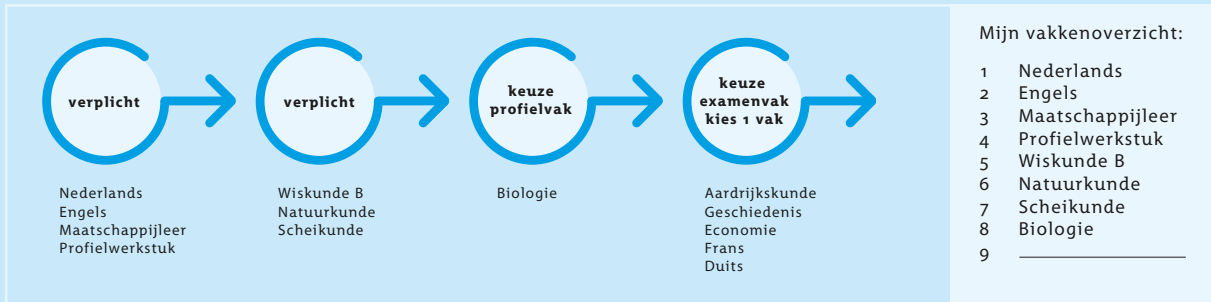 verplicht
Nederlands
Engels
Maatschappijleer
Profielwerkstuk
verplicht
Wiskunde B
Natuurkunde
Scheikunde
keuze
profielvak
Biologie
keuze
examenvak
kies 1 vak
Aardrijkskunde
Geschiedenis
Economie
Frans
Duits
Mijn vakkenoverzicht:
1 Nederlands
2 Engels
3 Maatschappijleer
4 Profielwerkstuk
5 Wiskunde B
6 Natuurkunde
7 Scheikunde
8 Biologie
9